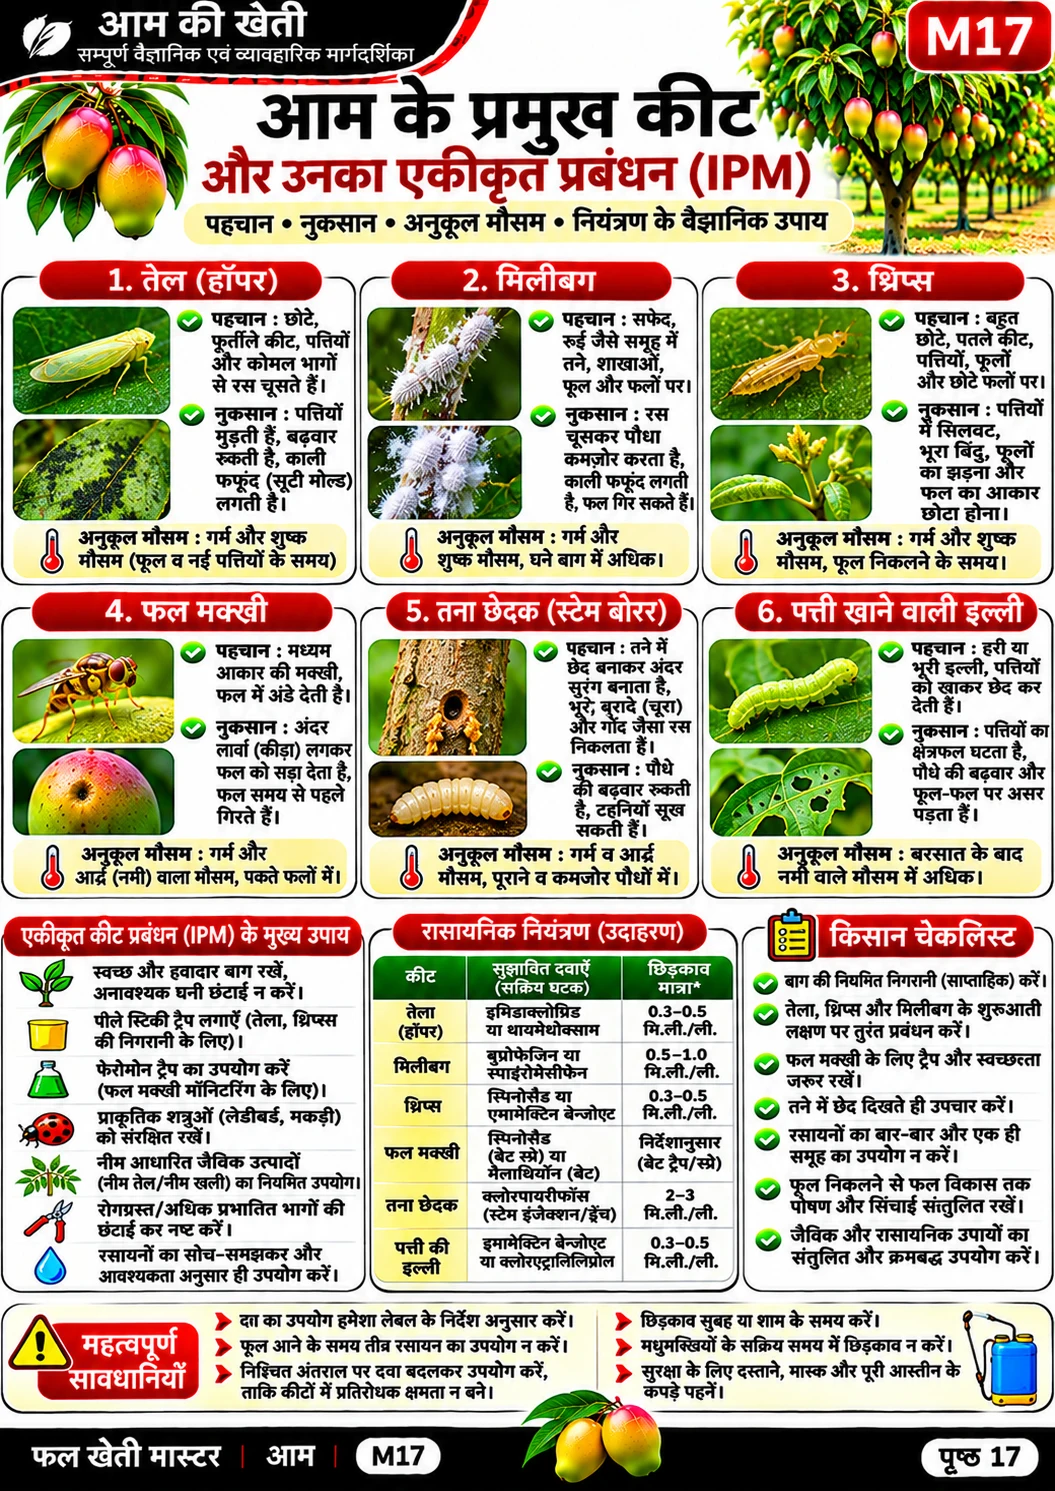 आम की खेती
सम्पूर्ण वैज्ञानिक एवं व्यावहारिक मार्गदर्शिका
M17
आम के प्रमुख कीट
और उनका एकीकृत प्रबंधन (IPM)
पहचान • नुकसान • अनुकूल मौसम • नियंत्रण के वैज्ञानिक उपाय
1. तेल (हॉपर)
पहचान : छोटे,
फूर्तीले कीट, पत्तियों
और कोमल भागों
से रस चूसते हैं।
नुकसान : पत्तियों
मुड़ती हैं, बढ़वार
रुकती है, काली
फफूंद (सूटी मोल्ड)
लगती है।
अनुकूल मौसम : गर्म और शुष्क
मौसम (फूल व नई पत्तियों के समय)
2. मिलीबग
पहचान : सफेद,
रूई जैसे समूह में
तने, शाखाओं,
फूल और फलों पर।
नुकसान : रस
चूसकर पौधा
कमज़ोर करता है,
काली फफूंद लगती
है, फल गिर सकते हैं।
अनुकूल मौसम : गर्म और
शुष्क मौसम, घने बाग में अधिक।
3. थ्रिप्स
पहचान : बहुत
छोटे, पतले कीट,
पत्तियों, फूलों
और छोटे फलों पर।
नुकसान : पत्तियों
में सिलवट,
भूरा बिंदु, फूलों
का झड़ना और
फल का आकार
छोटा होना।
अनुकूल मौसम : गर्म और शुष्क
मौसम, फूल निकलने के समय।
4. फल मक्खी
पहचान : मध्यम
आकार की मक्खी,
फल में अंडे देती है।
नुकसान : अंदर
लार्वा (कीड़ा) लगकर
फल को सड़ा देता है,
फल समय से पहले
गिरते हैं।
अनुकूल मौसम : गर्म और
आर्द्र (नमी) वाला मौसम, पकते फलों में।
5. तना छेदक (स्टेम बोरर)
पहचान : तने में
छेद बनाकर अंदर
सुरंग बनाता है,
भूरे, बुरादे (चूरा)
और गोंद जैसा रस
निकलता हैं।
नुकसान : पौधे
की बढ़वार रुकती
है, टहनियों सूख
सकती हैं।
अनुकूल मौसम : गर्म व आर्द्र
मौसम, पूराने व कमजोर पौधों में।
6. पत्ती खाने वाली इल्ली
पहचान : हरी या
भूरी इल्ली, पत्तियों
को खाकर छेद कर
देती हैं।
नुकसान : पत्तियों का
क्षेत्रफल घटता है,
पौधे की बढ़वार और
फूल-फल पर असर
पड़ता हैं।
अनुकूल मौसम : बरसात के बाद
नमी वाले मौसम में अधिक।
एकीकृत कीट प्रबंधन (IPM) के मुख्य उपाय
स्वच्छ और हवादार बाग रखें,
अनावश्यक घनी छंटाई न करें।
पीले स्टिकी ट्रैप लगाएँ (तेला, थ्रिप्स
की निगरानी के लिए)।
फेरोमोन ट्रैप का उपयोग करें
(फल मक्खी मॉनिटरिंग के लिए)।
प्राकृतिक शत्रुओं (लेडीबर्ड, मकड़ी)
को संरक्षित रखें।
नीम आधारित जैविक उत्पादों
(नीम तेल/नीम खली) का नियमित उपयोग।
रोगग्रस्त/अधिक प्रभातित भागों की
छंटाई कर नष्ट करें।
रसायनों का सोच-समझकर और
आवश्यकता अनुसार ही उपयोग करें।
रासायनिक नियंत्रण (उदाहरण)
कीट
सुझावित दवाएँ
(सक्रिय घटक)
छिड़काव
मात्रा*
तेला
(हॉपर)
इमिडाक्लोप्रिड
या थायमेथोक्साम
0.3–0.5
मि.ली./ली.
मिलीबग
बुप्रोफेजिन या
स्पाइरोमेसीफेन
0.5–1.0
मि.ली./ली.
थ्रिप्स
स्पिनोसैड या
एमामेक्टिन बेन्जोएट
0.3–0.5
मि.ली./ली.
फल मक्खी
स्पिनोसैड
(बेट स्प्रे) या
मैलाथियॉन (बेट)
निर्देशानुसार
(बेट ट्रैप/स्प्रे)
तना छेदक
क्लोरपायरीफॉस
(स्टेम इंजेक्शन/ड्रेंच)
2–3
मि.ली./ली.
पत्ती की
इल्ली
इमामेक्टिन बेन्जोएट
या क्लोरएट्रालिलिप्रोल
0.3–0.5
मि.ली./ली.
किसान चेकलिस्ट
बाग की नियमित निगरानी (साप्ताहिक) करें।
तेला, थ्रिप्स और मिलीबग के शुरूआती
लक्षण पर तुरंत प्रवंधन करें।
फल मक्खी के लिए ट्रैप और स्वच्छता
जरूर रखें।
तने में छेद दिखते ही उपचार करें।
रसायनों का बार-बार और एक ही
समूह का उपयोग न करें।
फूल निकलने से फल विकास तक
पोषण और सिंचाई संतुलित रखें।
जैविक और रासायनिक उपायों का
संतुलित और क्रमबद्ध उपयोग करें।
महत्वपूर्ण
सावधानियाँ
दवा का उपयोग हमेशा लेबल के निर्देश अनुसार करें।
फूल आने के समय तीव्र रसायन का उपयोग न करें।
निश्चित अंतराल पर दवा बदलकर उपयोग करें,
ताकि कीटों में प्रतिरोधक क्षमता न बने।
छिड़काव सुबह या शाम के समय करें।
मधुमक्खियों के सक्रिय समय में छिड़काव न करें।
सुरक्षा के लिए दस्ताने, मास्क और पूरी आस्तीन के
कपड़े पहनें।
फल खेती मास्टर | आम | M17
पृष्ठ 17